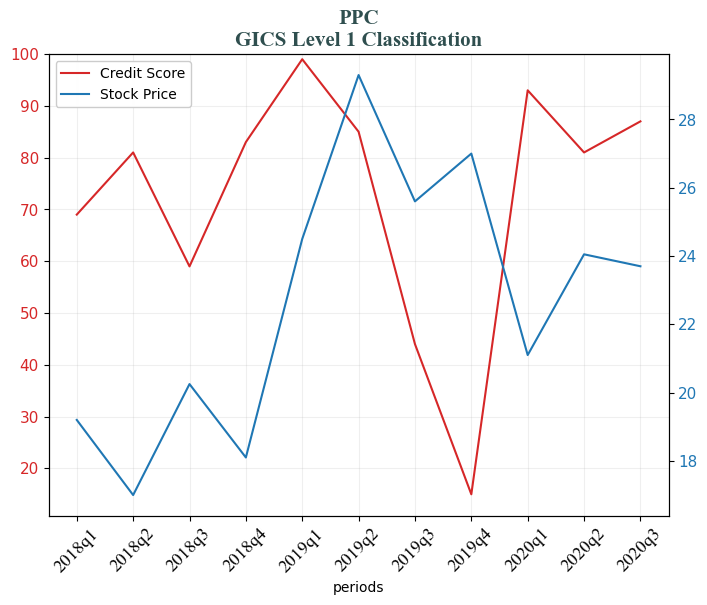 PPC
GICS Level 1 Classification
Credit Score
Stock Price
100
90
80
70
60
50
40
30
20
28
26
24
22
20
18
2018q1
2018q2
2018q3
2018q4
2019q1
2019q2
2019q3
2019q4
2020q1
2020q2
2020q3
periods